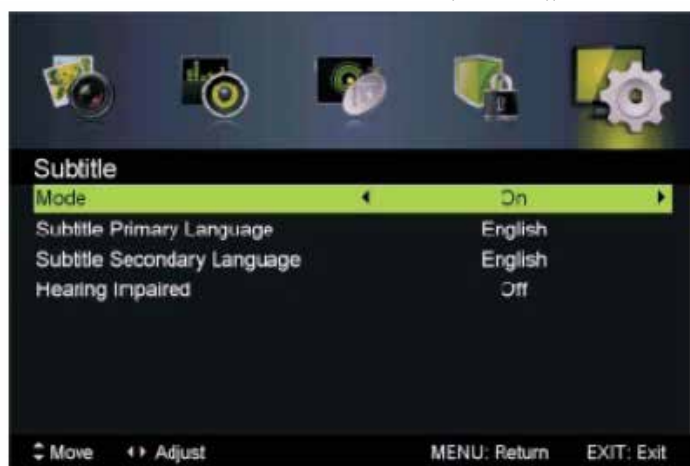 Subtitle
Mode On
Subtitle Primary Language English
Subtitle Secondary Language English
Hearing Impaired Off
Move Adjust MENU: Return EXIT: Exit